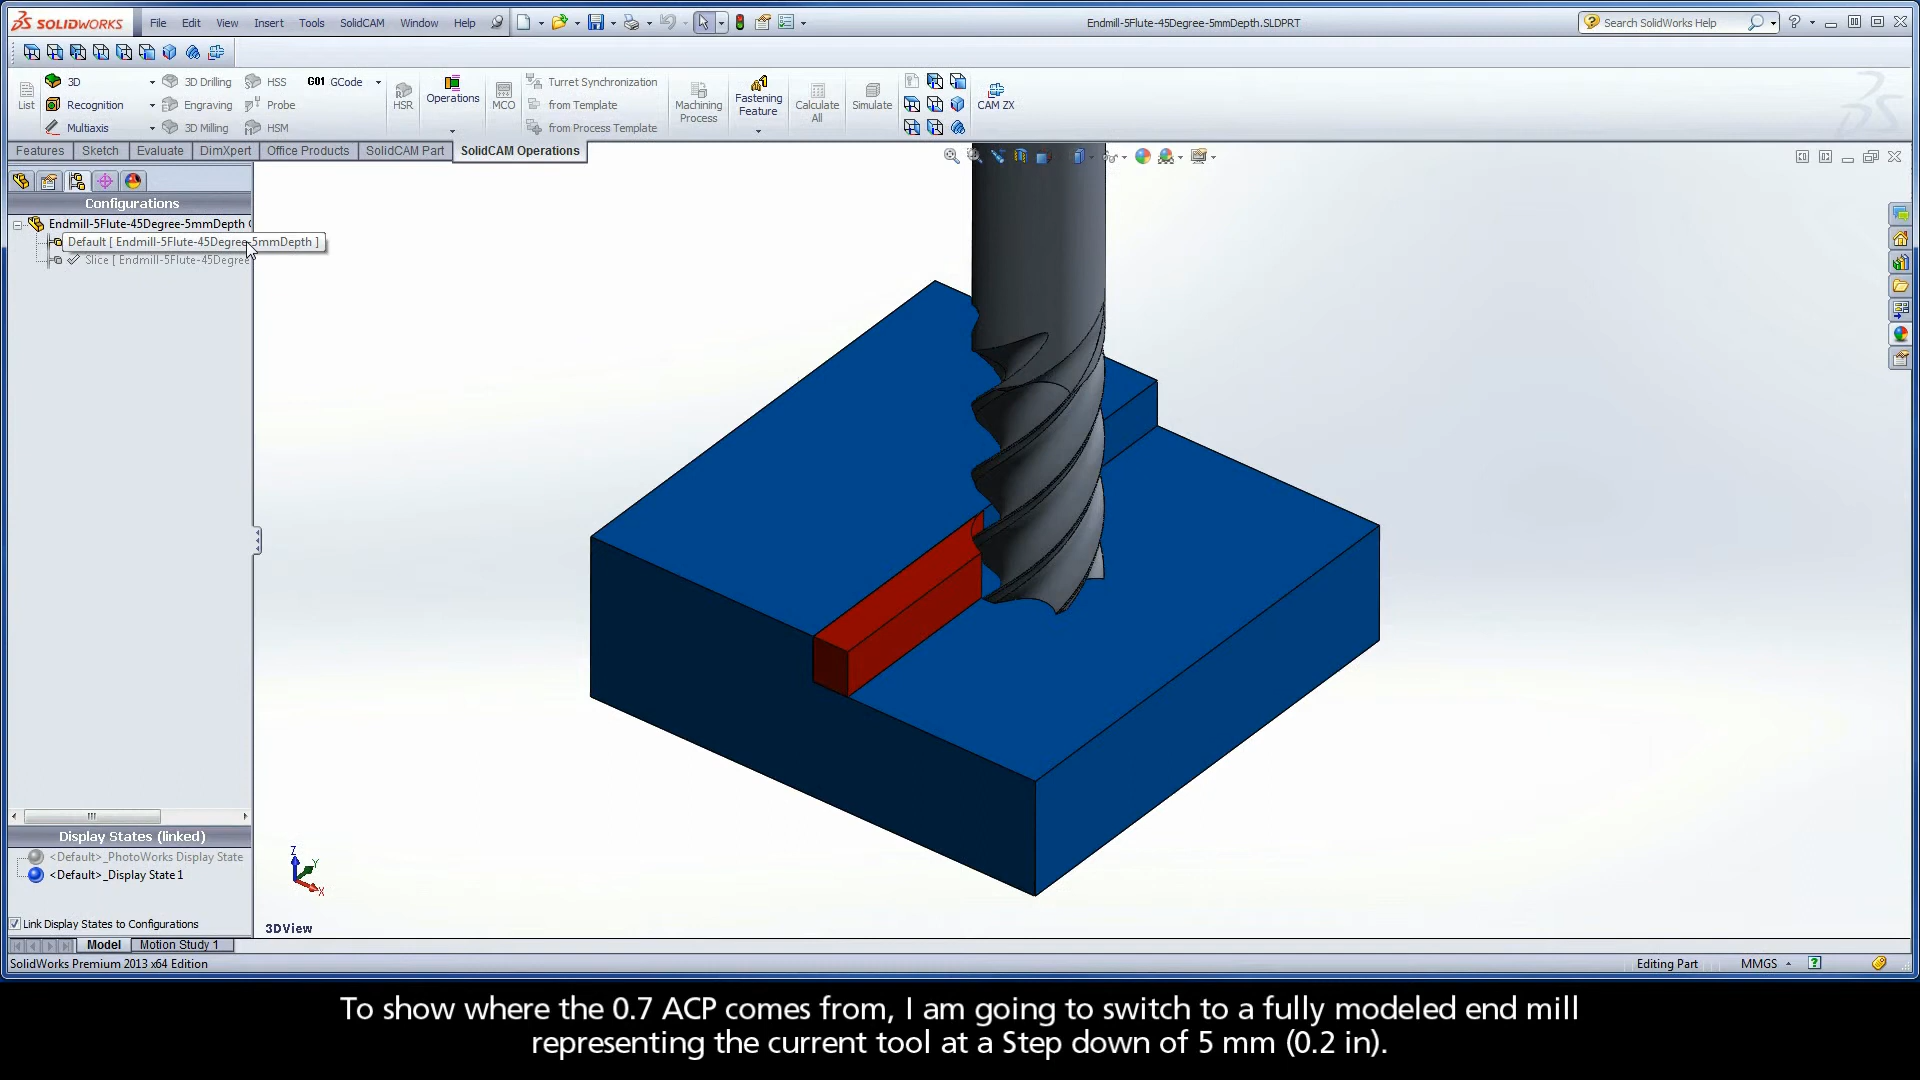 SOLIDWORKS File Edit View Insert Tools SolidCAM Window Help Endmill-5Flute-45Degree-5mmDepth.SLDPRT Search SolidWorks Help
3D 3D Drilling HSS G01 GCode Turret Synchronization
List Recognition Engraving Probe HSR Operations MCO from Template Machining Process Fastening Feature Calculate All Simulate CAM ZX
Multiaxis 3D Milling HSM from Process Template
Features Sketch Evaluate DimXpert Office Products SolidCAM Part SolidCAM Operations
Configurations
Endmill-5Flute-45Degree-5mmDepth
Default [ Endmill-5Flute-45Degree-5mmDepth ]
Slice [ Endmill-5Flute-45Degree
Display States (linked)
<Default>_PhotoWorks Display State
<Default>_Display State 1
Link Display States to Configurations
Z
Y
X
3DView
Model Motion Study 1
SolidWorks Premium 2013 x64 Edition Editing Part MMGS
To show where the 0.7 ACP comes from, I am going to switch to a fully modeled end mill
representing the current tool at a Step down of 5 mm (0.2 in).